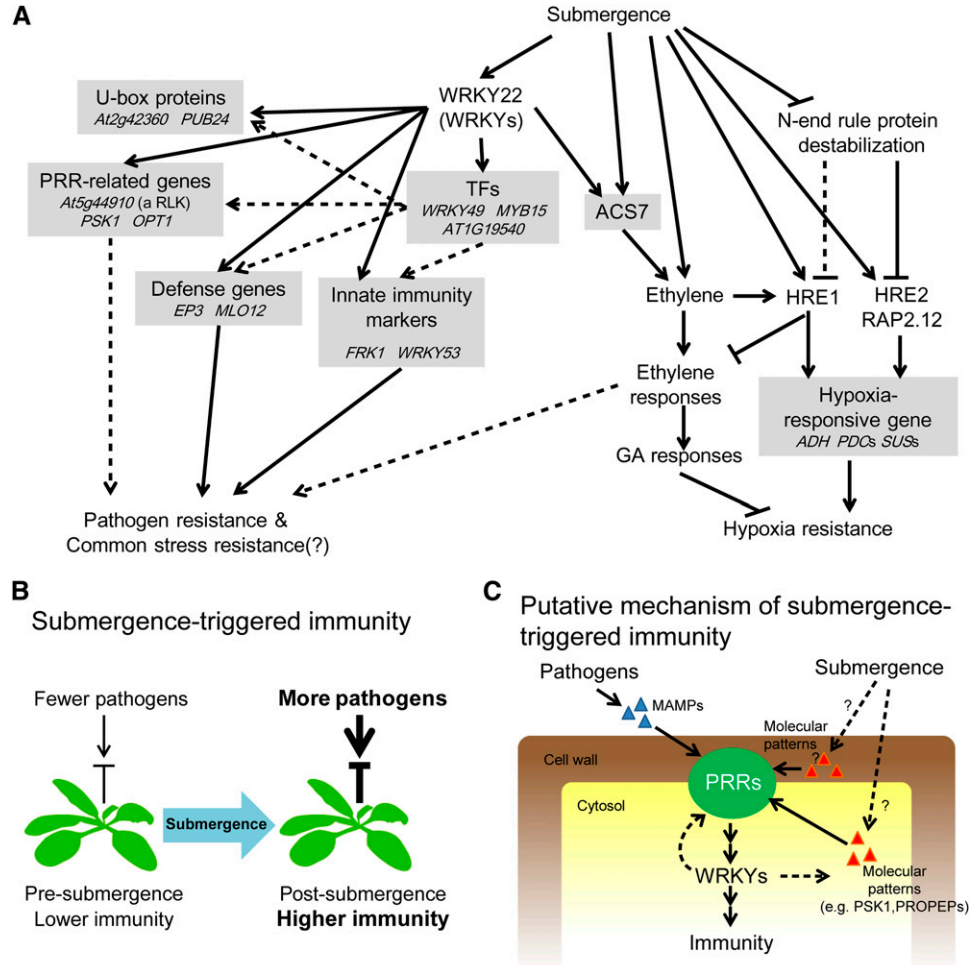 A
Submergence
U-box proteins
At2g42360 PUB24
WRKY22
(WRKYs)
N-end rule protein
destabilization
PRR-related genes
At5g44910 (a RLK)
PSK1 OPT1
TFs
WRKY49 MYB15
AT1G19540
ACS7
Defense genes
EP3 MLO12
Innate immunity
markers
FRK1 WRKY53
Ethylene
HRE1
HRE2
RAP2.12
Ethylene
responses
Hypoxia-
responsive gene
ADH PDCs SUSs
GA responses
Pathogen resistance &
Common stress resistance(?)
Hypoxia resistance
B
Submergence-triggered immunity
Fewer pathogens
More pathogens
Submergence
Pre-submergence
Lower immunity
Post-submergence
Higher immunity
C
Putative mechanism of submergence-
triggered immunity
Pathogens
Submergence
MAMPs
?
Molecular
patterns
?
Cell wall
PRRs
Cytosol
?
WRKYs
Molecular
patterns
(e.g. PSK1,PROPEPs)
Immunity